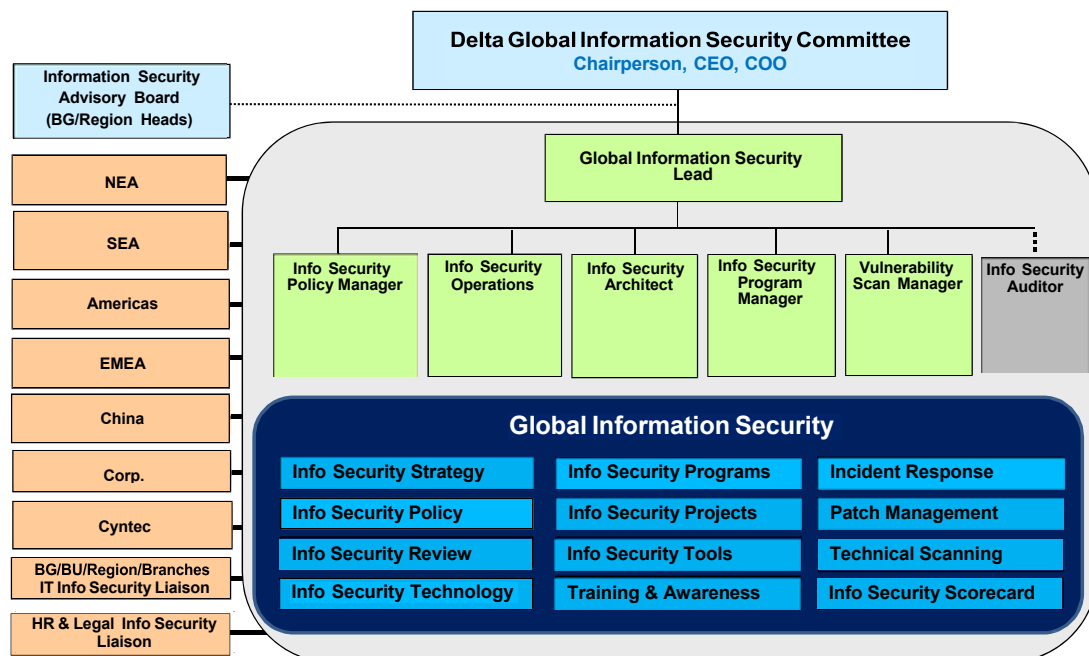 Delta Global Information Security Committee
Chairperson, CEO, COO
Information Security
Advisory Board
(BG/Region Heads)
Global Information Security
Lead
NEA
SEA
Americas
EMEA
China
Corp.
Cyntec
BG/BU/Region/Branches
IT Info Security Liaison
HR & Legal Info Security
Liaison
Info Security
Policy Manager
Info Security
Operations
Info Security
Architect
Info Security
Program
Manager
Vulnerability
Scan Manager
Info Security
Auditor
Global Information Security
Info Security Strategy
Info Security Policy
Info Security Review
Info Security Technology
Info Security Programs
Info Security Projects
Info Security Tools
Training & Awareness
Incident Response
Patch Management
Technical Scanning
Info Security Scorecard